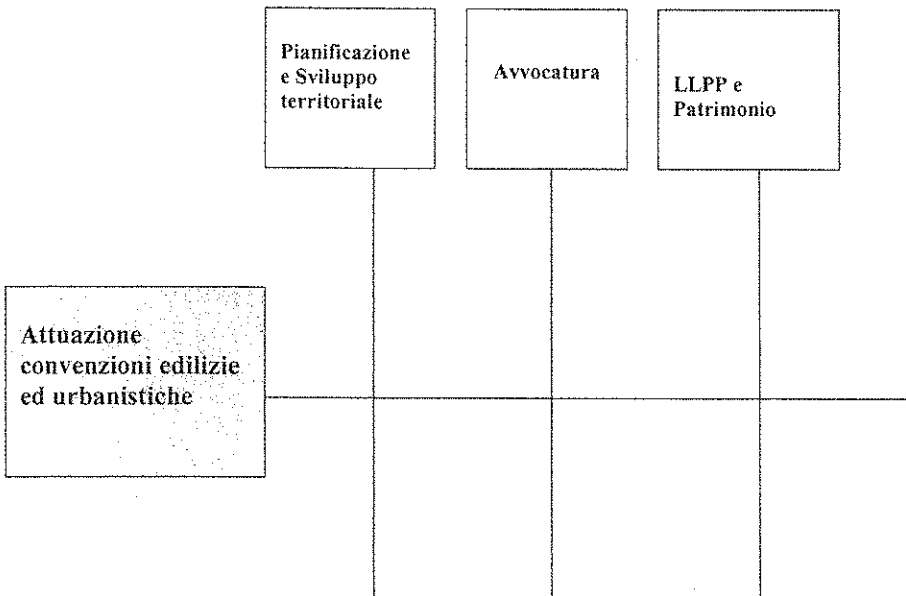 Pianificazione
e Sviluppo
territoriale
Avvocatura
LLPP e
Patrimonio
Attuazione
convenzioni edilizie
ed urbanistiche